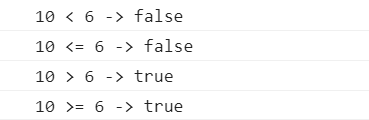 10 < 6 -> false
10 <= 6 -> false
10 > 6 -> true
10 >= 6 -> true